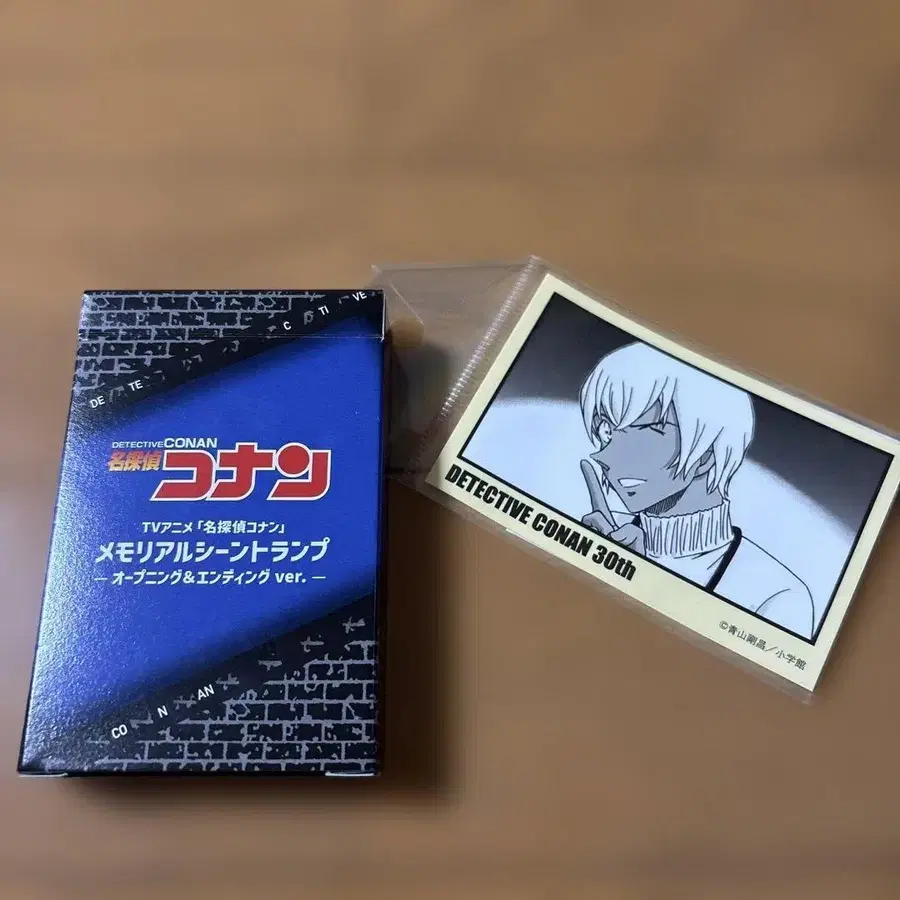 DETECTIVE
DETECTIVE CONAN
名探偵コナン
TVアニメ「名探偵コナン」
メモリアルシーントランプ
— オープニング&エンディング ver. —
CONAN
DETECTIVE CONAN 30th
©青山剛昌/小学館